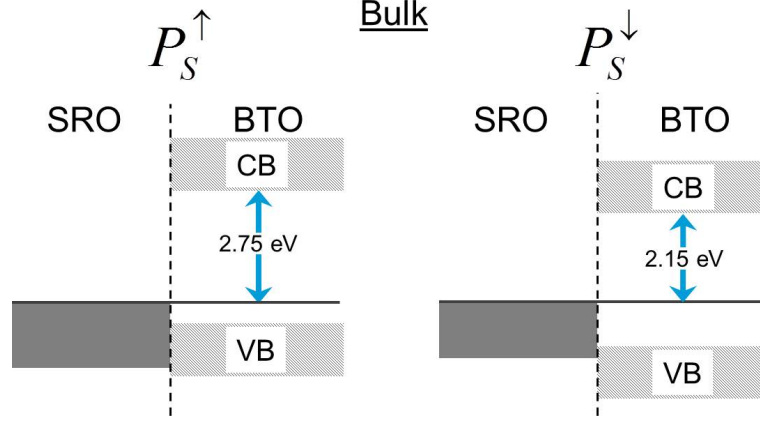 Bulk
P_S^↑
P_S^↓
SRO
BTO
SRO
BTO
CB
CB
2.75 eV
2.15 eV
VB
VB